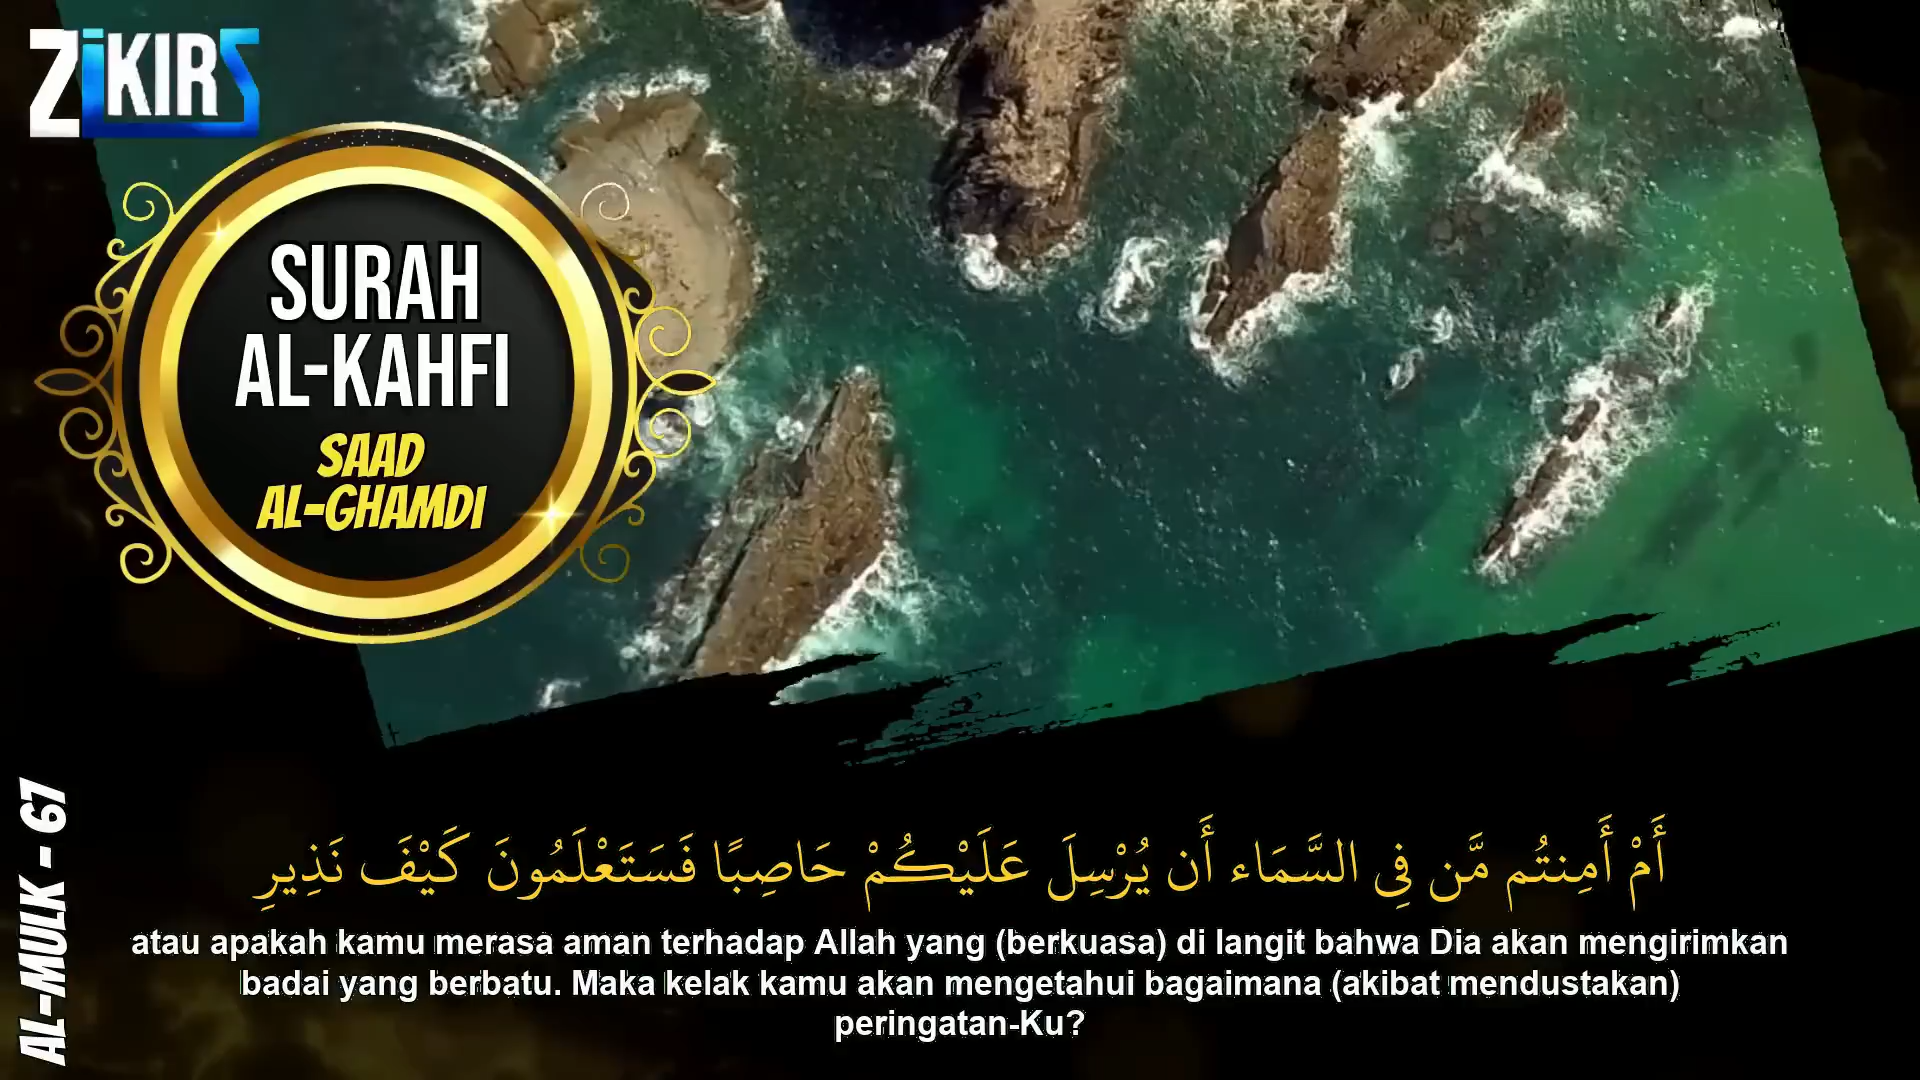 ZiKIRS
SURAH
AL-KAHFI
SAAD
AL-GHAMDI
AL-MULK - 67
أَمْ أَمِنتُم مَّن فِي السَّمَاء أَن يُرْسِلَ عَلَيْكُمْ حَاصِبًا فَسَتَعْلَمُونَ كَيْفَ نَذِيرِ
atau apakah kamu merasa aman terhadap Allah yang (berkuasa) di langit bahwa Dia akan mengirimkan
badai yang berbatu. Maka kelak kamu akan mengetahui bagaimana (akibat mendustakan)
peringatan-Ku?